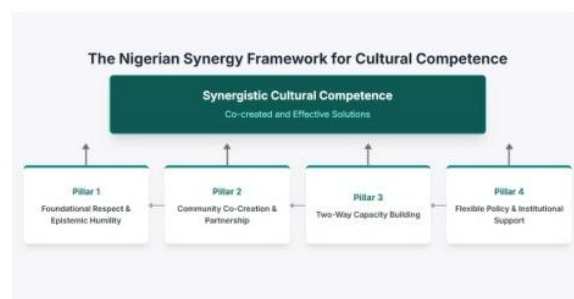 The Nigerian Synergy Framework for Cultural Competence
Synergistic Cultural Competence
Co-created and Effective Solutions
Pillar 1
Foundational Respect &
Epistemic Humility
Pillar 2
Community Co-Creation &
Partnership
Pillar 3
Two-Way Capacity Building
Pillar 4
Flexible Policy & Institutional
Support